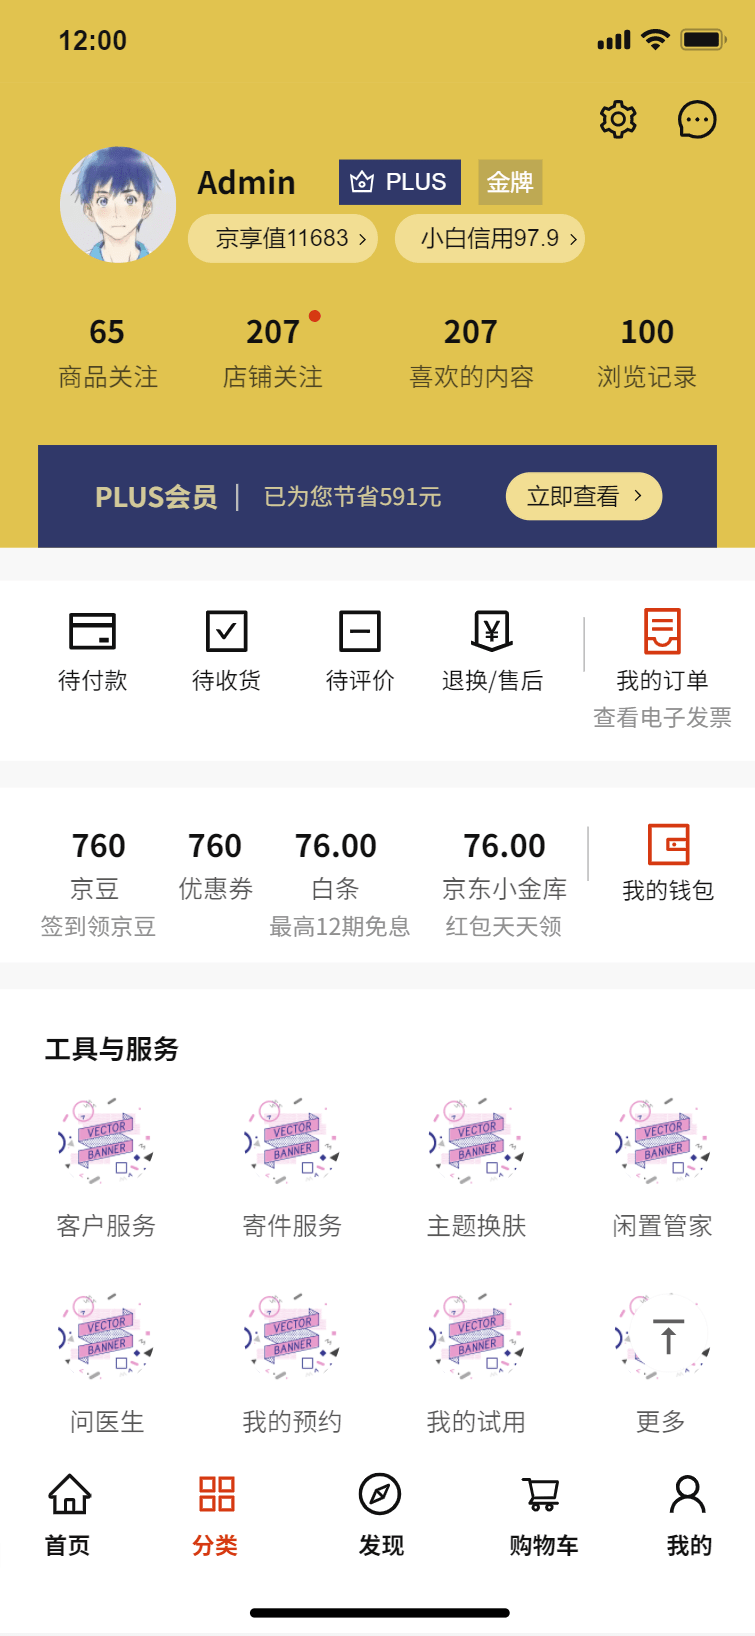 12:00
Admin PLUS 金牌
京享值11683 小白信用97.9
65 207 207 100
商品关注 店铺关注 喜欢的内容 浏览记录
PLUS会员 | 已为您节省591元 立即查看
待付款 待收货 待评价 退换/售后 我的订单
查看电子发票
760 760 76.00 76.00
京豆 优惠券 白条 京东小金库 我的钱包
签到领京豆 最高12期免息 红包天天领
工具与服务
VECTOR VECTOR VECTOR VECTOR
BANNER BANNER BANNER BANNER
客户服务 寄件服务 主题换肤 闲置管家
VECTOR VECTOR VECTOR
BANNER BANNER BANNER
问医生 我的预约 我的试用 更多
首页 分类 发现 购物车 我的